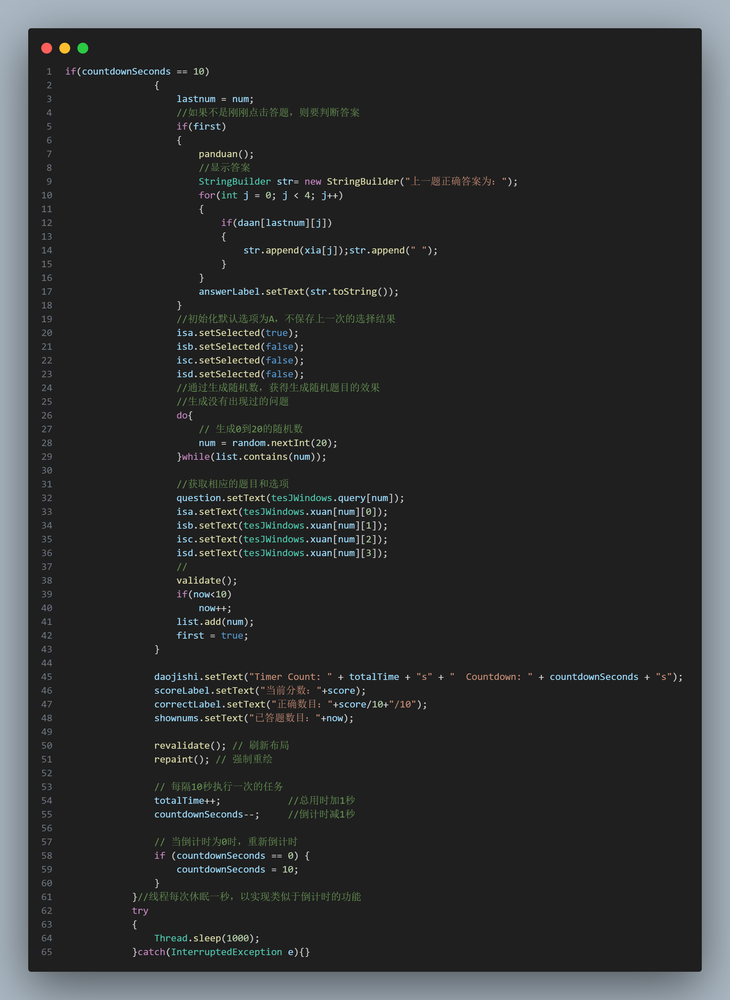 1 if(countdownSeconds == 10)
2 {
3 lastnum = num;
4 //如果不是刚刚点击答题，则要判断答案
5 if(first)
6 {
7 panduan();
8 //显示答案
9 StringBuilder str= new StringBuilder("上一题正确答案为：");
10 for(int j = 0; j < 4; j++)
11 {
12 if(daan[lastnum][j])
13 {
14 str.append(xia[j]);str.append(" ");
15 }
16 }
17 answerLabel.setText(str.toString());
18 }
19 //初始化默认选项为A，不保存上一次的选择结果
20 isa.setSelected(true);
21 isb.setSelected(false);
22 isc.setSelected(false);
23 isd.setSelected(false);
24 //通过生成随机数，获得生成随机题目的效果
25 //生成没有出现过的问题
26 do{
27 // 生成0到20的随机数
28 num = random.nextInt(20);
29 }while(list.contains(num));
30
31 //获取相应的题目和选项
32 question.setText(tesJWindows.query[num]);
33 isa.setText(tesJWindows.xuan[num][0]);
34 isb.setText(tesJWindows.xuan[num][1]);
35 isc.setText(tesJWindows.xuan[num][2]);
36 isd.setText(tesJWindows.xuan[num][3]);
37 //
38 validate();
39 if(now<10)
40 now++;
41 list.add(num);
42 first = true;
43 }
44
45 daojishi.setText("Timer Count: " + totalTime + "s" + "  Countdown: " + countdownSeconds + "s");
46 scoreLabel.setText("当前分数："+score);
47 correctLabel.setText("正确数目："+score/10+"/10");
48 shownums.setText("已答题数目："+now);
49
50 revalidate(); // 刷新布局
51 repaint(); // 强制重绘
52
53 // 每隔10秒执行一次的任务
54 totalTime++; //总用时加1秒
55 countdownSeconds--; //倒计时减1秒
56
57 // 当倒计时为0时，重新倒计时
58 if (countdownSeconds == 0) {
59 countdownSeconds = 10;
60 }
61 }//线程每次休眠一秒，以实现类似于倒计时的功能
62 try
63 {
64 Thread.sleep(1000);
65 }catch(InterruptedException e){}